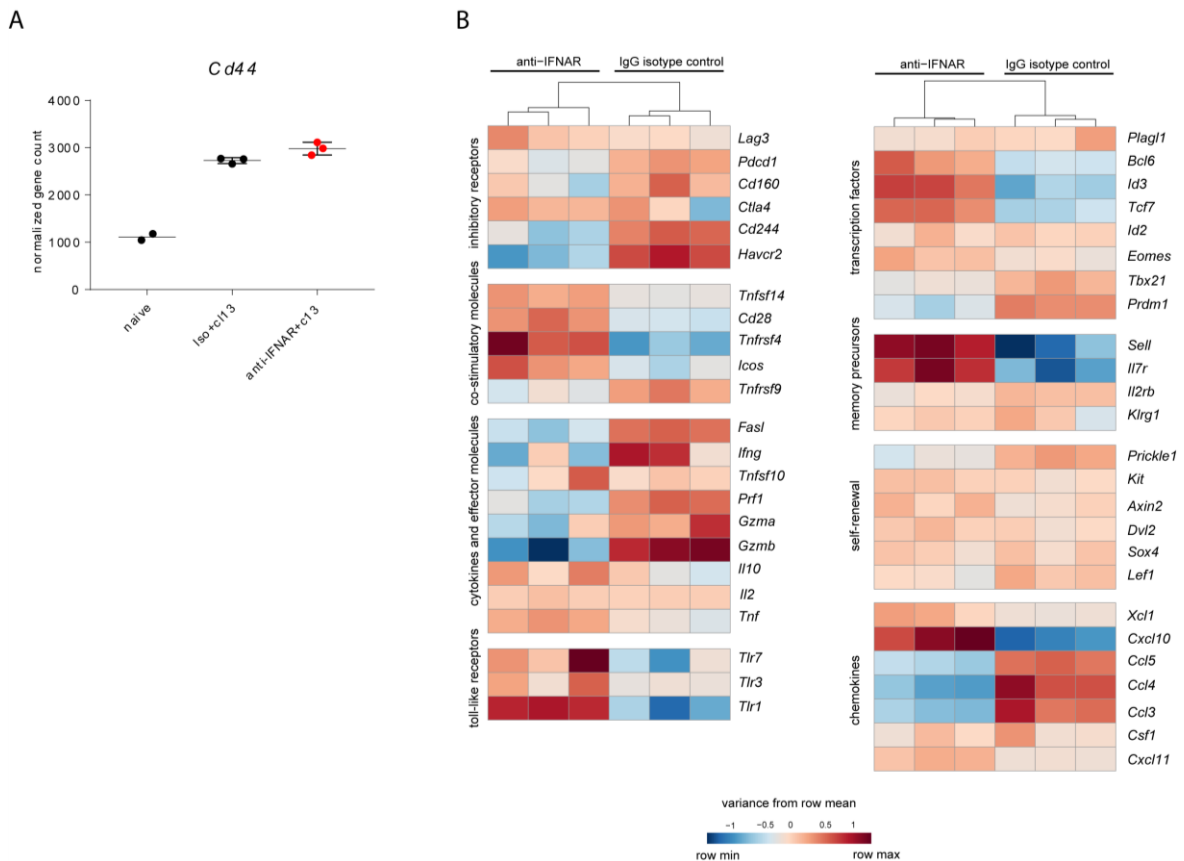 A
Cd44
normalized gene count
4000
3000
2000
1000
0
naïve
Iso+cl13
anti-IFNAR+c13
B
anti−IFNAR
IgG isotype control
inhibitory receptors
Lag3
Pdcd1
Cd160
Ctla4
Cd244
Havcr2
co-stimulatory molecules
Tnfsf14
Cd28
Tnfrsf4
Icos
Tnfrsf9
cytokines and effector molecules
Fasl
Ifng
Tnfsf10
Prf1
Gzma
Gzmb
Il10
Il2
Tnf
toll-like receptors
Tlr7
Tlr3
Tlr1
anti−IFNAR
IgG isotype control
transcription factors
Plagl1
Bcl6
Id3
Tcf7
Id2
Eomes
Tbx21
Prdm1
memory precursors
Sell
Il7r
Il2rb
Klrg1
self-renewal
Prickle1
Kit
Axin2
Dvl2
Sox4
Lef1
chemokines
Xcl1
Cxcl10
Ccl5
Ccl4
Ccl3
Csf1
Cxcl11
variance from row mean
−1 −0.5 0 0.5 1
row min row max